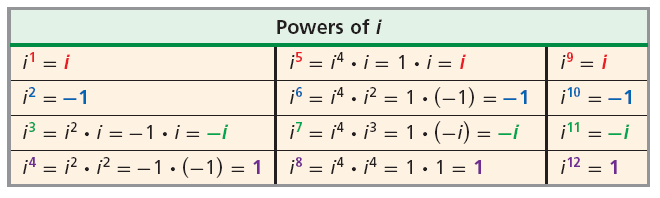 Powers of i
i¹ = i
i² = –1
i³ = i² · i = –1 · i = –i
i⁴ = i² · i² = –1 · (–1) = 1
i⁵ = i⁴ · i = 1 · i = i
i⁶ = i⁴ · i² = 1 · (–1) = –1
i⁷ = i⁴ · i³ = 1 · (–i) = –i
i⁸ = i⁴ · i⁴ = 1 · 1 = 1
i⁹ = i
i¹⁰ = –1
i¹¹ = –i
i¹² = 1